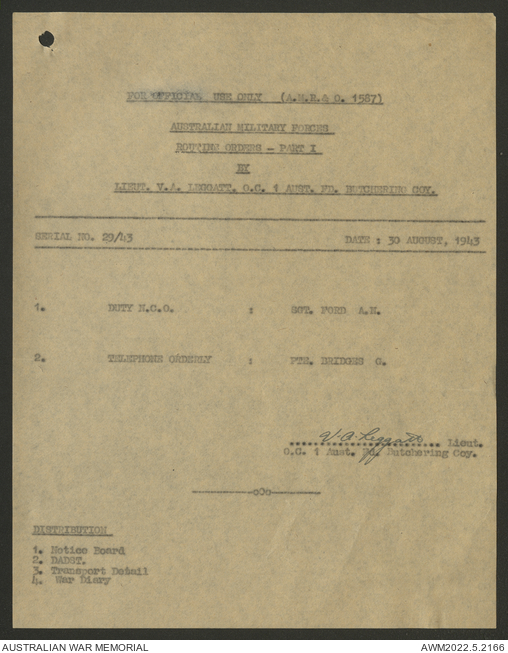 FOR OFFICIAL USE ONLY (A.M.R.& O. 1587)
AUSTRALIAN MILITARY FORCES
ROUTINE ORDERS - PART I
BY
LIEUT. V.A. LEGGATT. O.C. 1 AUST. FD. BUTCHERING COY.
SERIAL NO. 29/43 DATE : 30 AUGUST, 1943
1. DUTY N.C.O. : SGT. FORD A.M.
2. TELEPHONE ORDERLY : PTE. BRIDGES C.
V.A. Leggatt Lieut.
O.C. 1 Aust. Fd. Butchering Coy.
oOo
DISTRIBUTION
1. Notice Board
2. DADST.
3. Transport Detail
4. War Diary
AUSTRALIAN WAR MEMORIAL AWM2022.5.2166